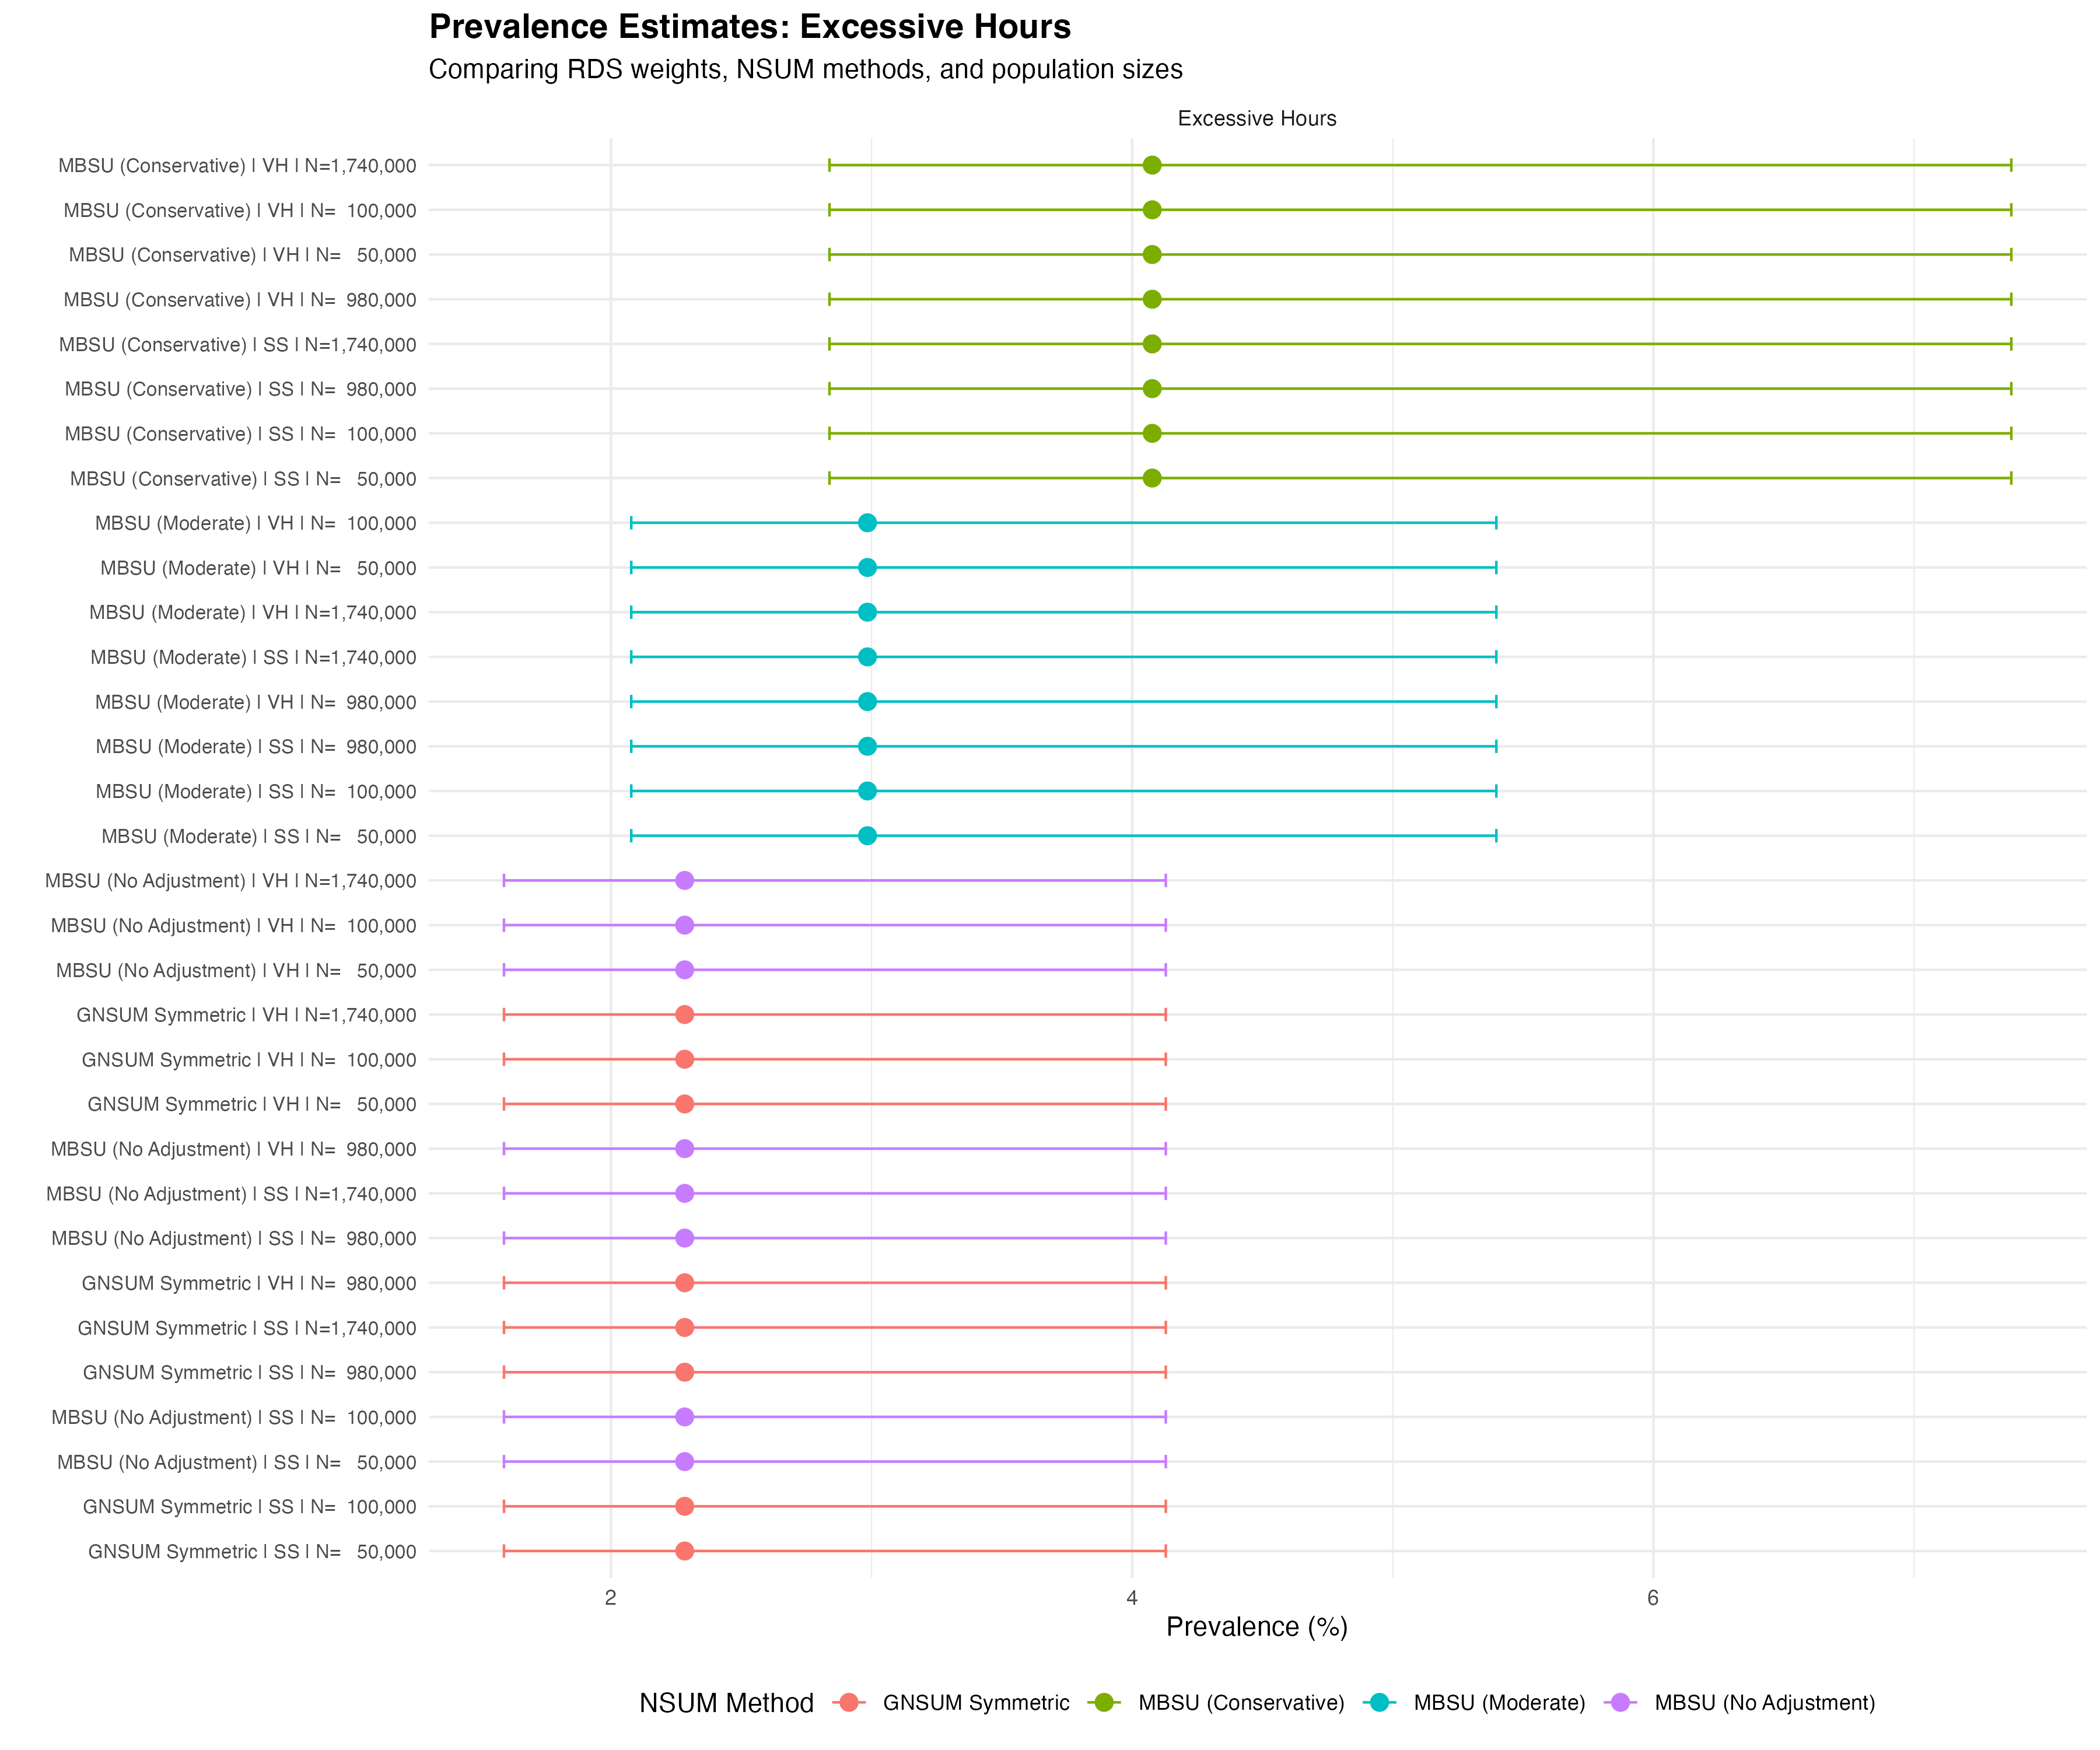 Prevalence Estimates: Excessive Hours
Comparing RDS weights, NSUM methods, and population sizes
Excessive Hours
MBSU (Conservative) | VH | N=1,740,000
MBSU (Conservative) | VH | N=  100,000
MBSU (Conservative) | VH | N=   50,000
MBSU (Conservative) | VH | N=  980,000
MBSU (Conservative) | SS | N=1,740,000
MBSU (Conservative) | SS | N=  980,000
MBSU (Conservative) | SS | N=  100,000
MBSU (Conservative) | SS | N=   50,000
MBSU (Moderate) | VH | N=  100,000
MBSU (Moderate) | VH | N=   50,000
MBSU (Moderate) | VH | N=1,740,000
MBSU (Moderate) | SS | N=1,740,000
MBSU (Moderate) | VH | N=  980,000
MBSU (Moderate) | SS | N=  980,000
MBSU (Moderate) | SS | N=  100,000
MBSU (Moderate) | SS | N=   50,000
MBSU (No Adjustment) | VH | N=1,740,000
MBSU (No Adjustment) | VH | N=  100,000
MBSU (No Adjustment) | VH | N=   50,000
GNSUM Symmetric | VH | N=1,740,000
GNSUM Symmetric | VH | N=  100,000
GNSUM Symmetric | VH | N=   50,000
MBSU (No Adjustment) | VH | N=  980,000
MBSU (No Adjustment) | SS | N=1,740,000
MBSU (No Adjustment) | SS | N=  980,000
GNSUM Symmetric | VH | N=  980,000
GNSUM Symmetric | SS | N=1,740,000
GNSUM Symmetric | SS | N=  980,000
MBSU (No Adjustment) | SS | N=  100,000
MBSU (No Adjustment) | SS | N=   50,000
GNSUM Symmetric | SS | N=  100,000
GNSUM Symmetric | SS | N=   50,000
2 4 6
Prevalence (%)
NSUM Method GNSUM Symmetric MBSU (Conservative) MBSU (Moderate) MBSU (No Adjustment)